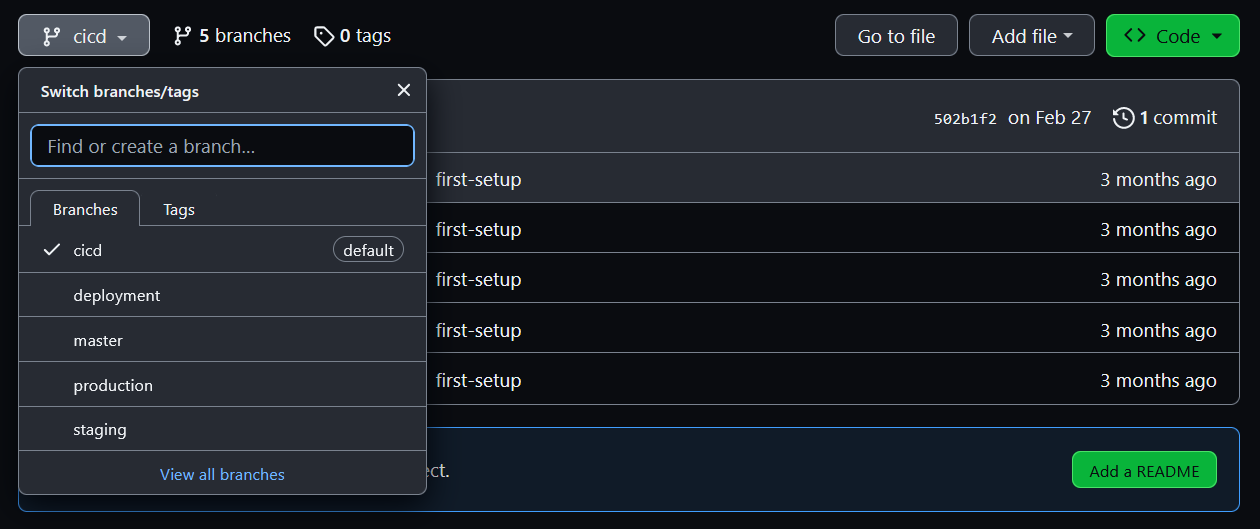 cicd
5 branches
0 tags
Go to file
Add file
Code
Switch branches/tags
Find or create a branch...
Branches
Tags
cicd
default
deployment
master
production
staging
View all branches
502b1f2 on Feb 27
1 commit
first-setup
3 months ago
first-setup
3 months ago
first-setup
3 months ago
first-setup
3 months ago
first-setup
3 months ago
ect.
Add a README